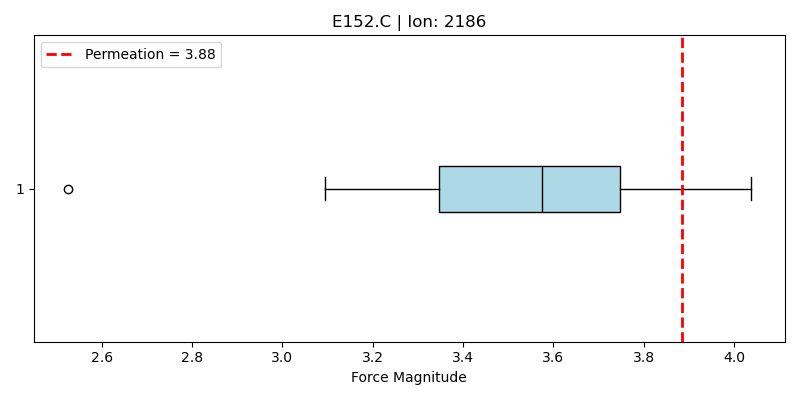 E152.C | Ion: 2186
Permeation = 3.88
1
2.6 2.8 3.0 3.2 3.4 3.6 3.8 4.0
Force Magnitude